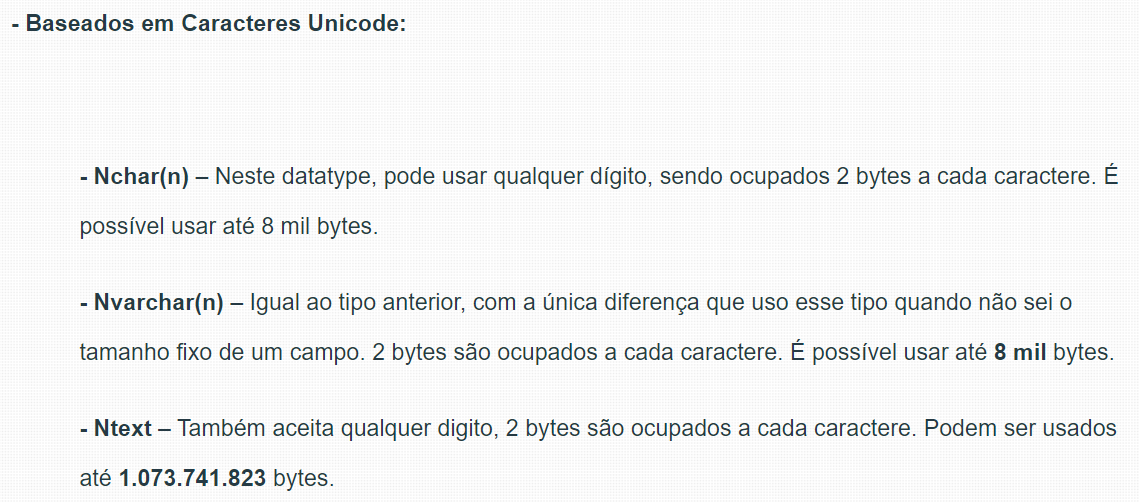 - Baseados em Caracteres Unicode:
- Nchar(n) – Neste datatype, pode usar qualquer dígito, sendo ocupados 2 bytes a cada caractere. É
possível usar até 8 mil bytes.
- Nvarchar(n) – Igual ao tipo anterior, com a única diferença que uso esse tipo quando não sei o
tamanho fixo de um campo. 2 bytes são ocupados a cada caractere. É possível usar até 8 mil bytes.
- Ntext – Também aceita qualquer digito, 2 bytes são ocupados a cada caractere. Podem ser usados
até 1.073.741.823 bytes.